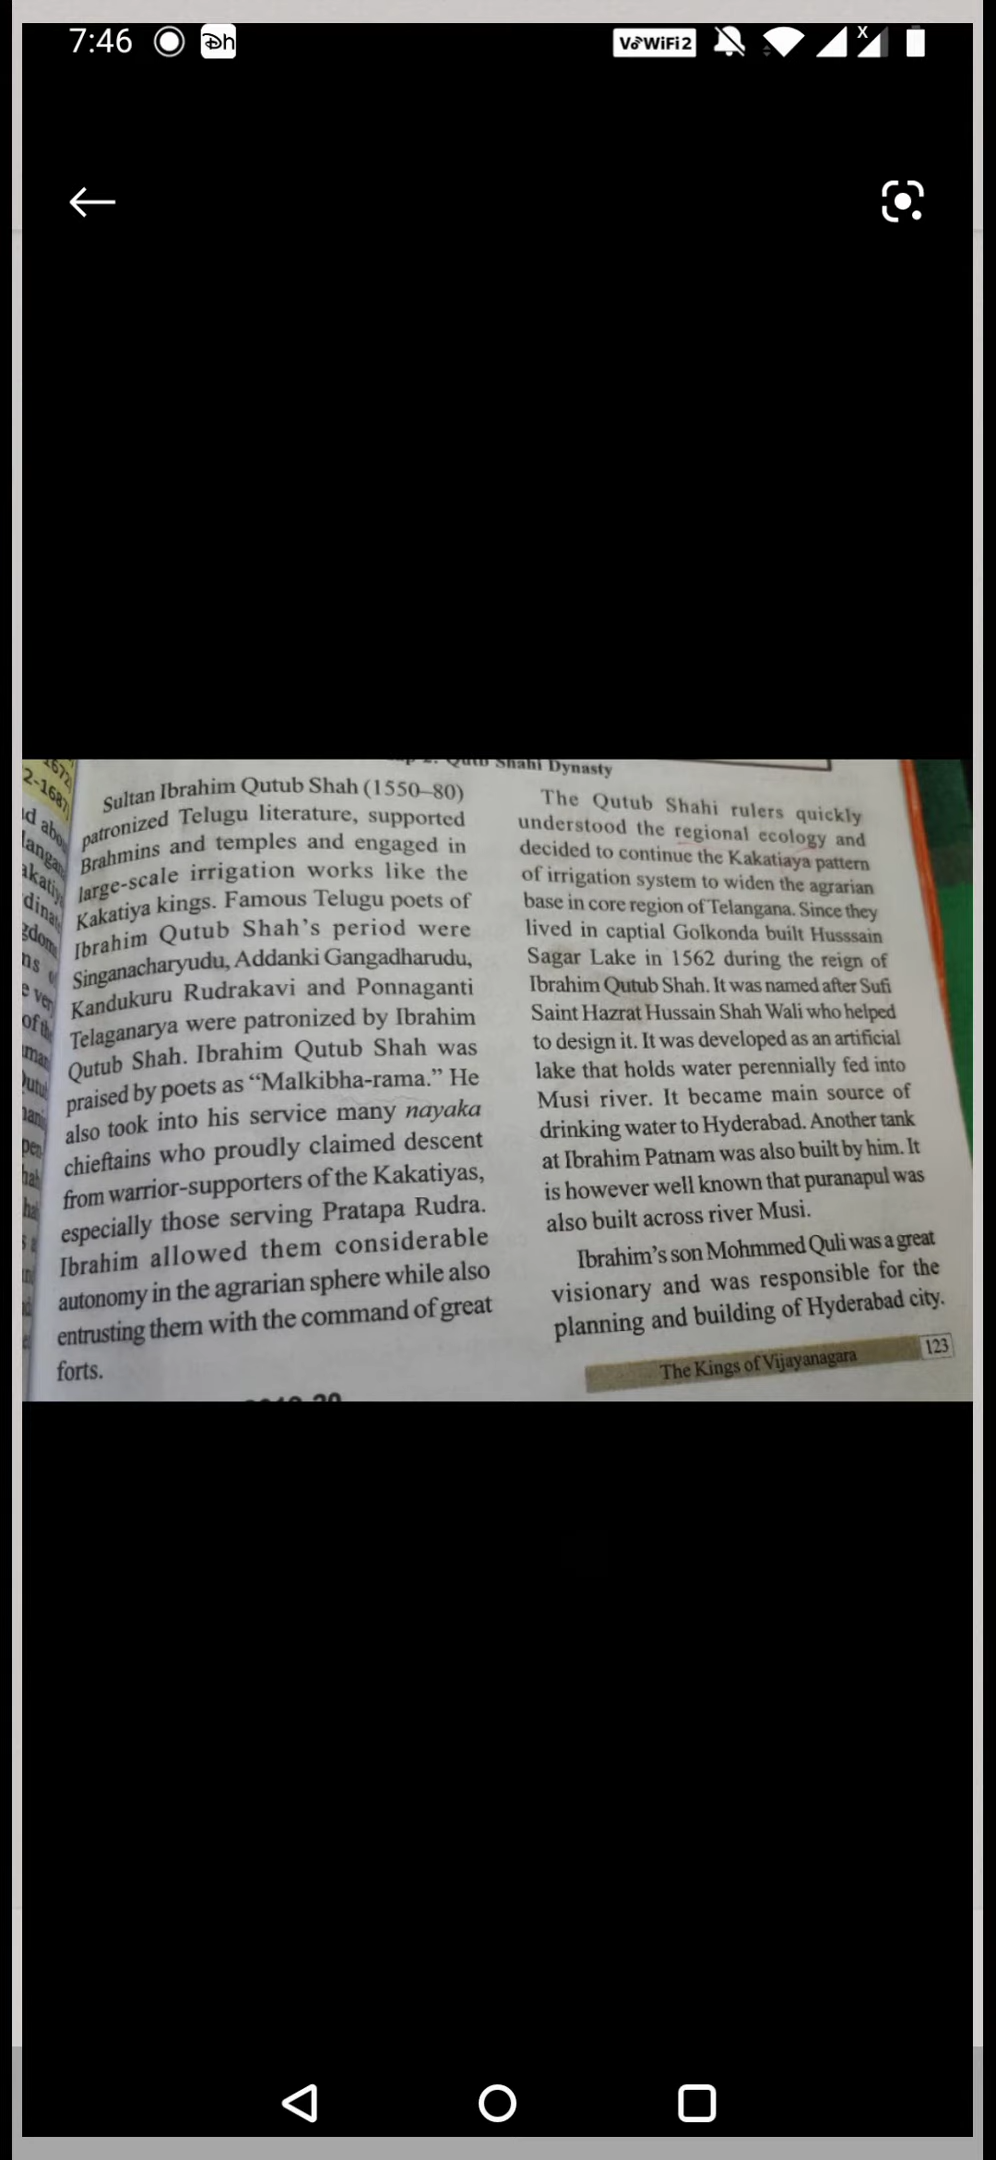 7:46
Vo WiFi 2
X
1672
2-1687
Qutb Shahi Dynasty
Sultan Ibrahim Qutub Shah (1550–80)
patronized Telugu literature, supported
Brahmins and temples and engaged in
large-scale irrigation works like the
Kakatiya kings. Famous Telugu poets of
Ibrahim Qutub Shah's period were
Singanacharyudu, Addanki Gangadharudu,
Kandukuru Rudrakavi and Ponnaganti
Telaganarya were patronized by Ibrahim
Qutub Shah. Ibrahim Qutub Shah was
praised by poets as “Malkibha-rama.” He
also took into his service many nayaka
chieftains who proudly claimed descent
from warrior-supporters of the Kakatiyas,
especially those serving Pratapa Rudra.
Ibrahim allowed them considerable
autonomy in the agrarian sphere while also
entrusting them with the command of great
forts.
The Qutub Shahi rulers quickly
understood the regional ecology and
decided to continue the Kakatiaya pattern
of irrigation system to widen the agrarian
base in core region of Telangana. Since they
lived in captial Golkonda built Husssain
Sagar Lake in 1562 during the reign of
Ibrahim Qutub Shah. It was named after Sufi
Saint Hazrat Hussain Shah Wali who helped
to design it. It was developed as an artificial
lake that holds water perennially fed into
Musi river. It became main source of
drinking water to Hyderabad. Another tank
at Ibrahim Patnam was also built by him. It
is however well known that puranapul was
also built across river Musi.
Ibrahim's son Mohmmed Quli was a great
visionary and was responsible for the
planning and building of Hyderabad city.
The Kings of Vijayanagara 123